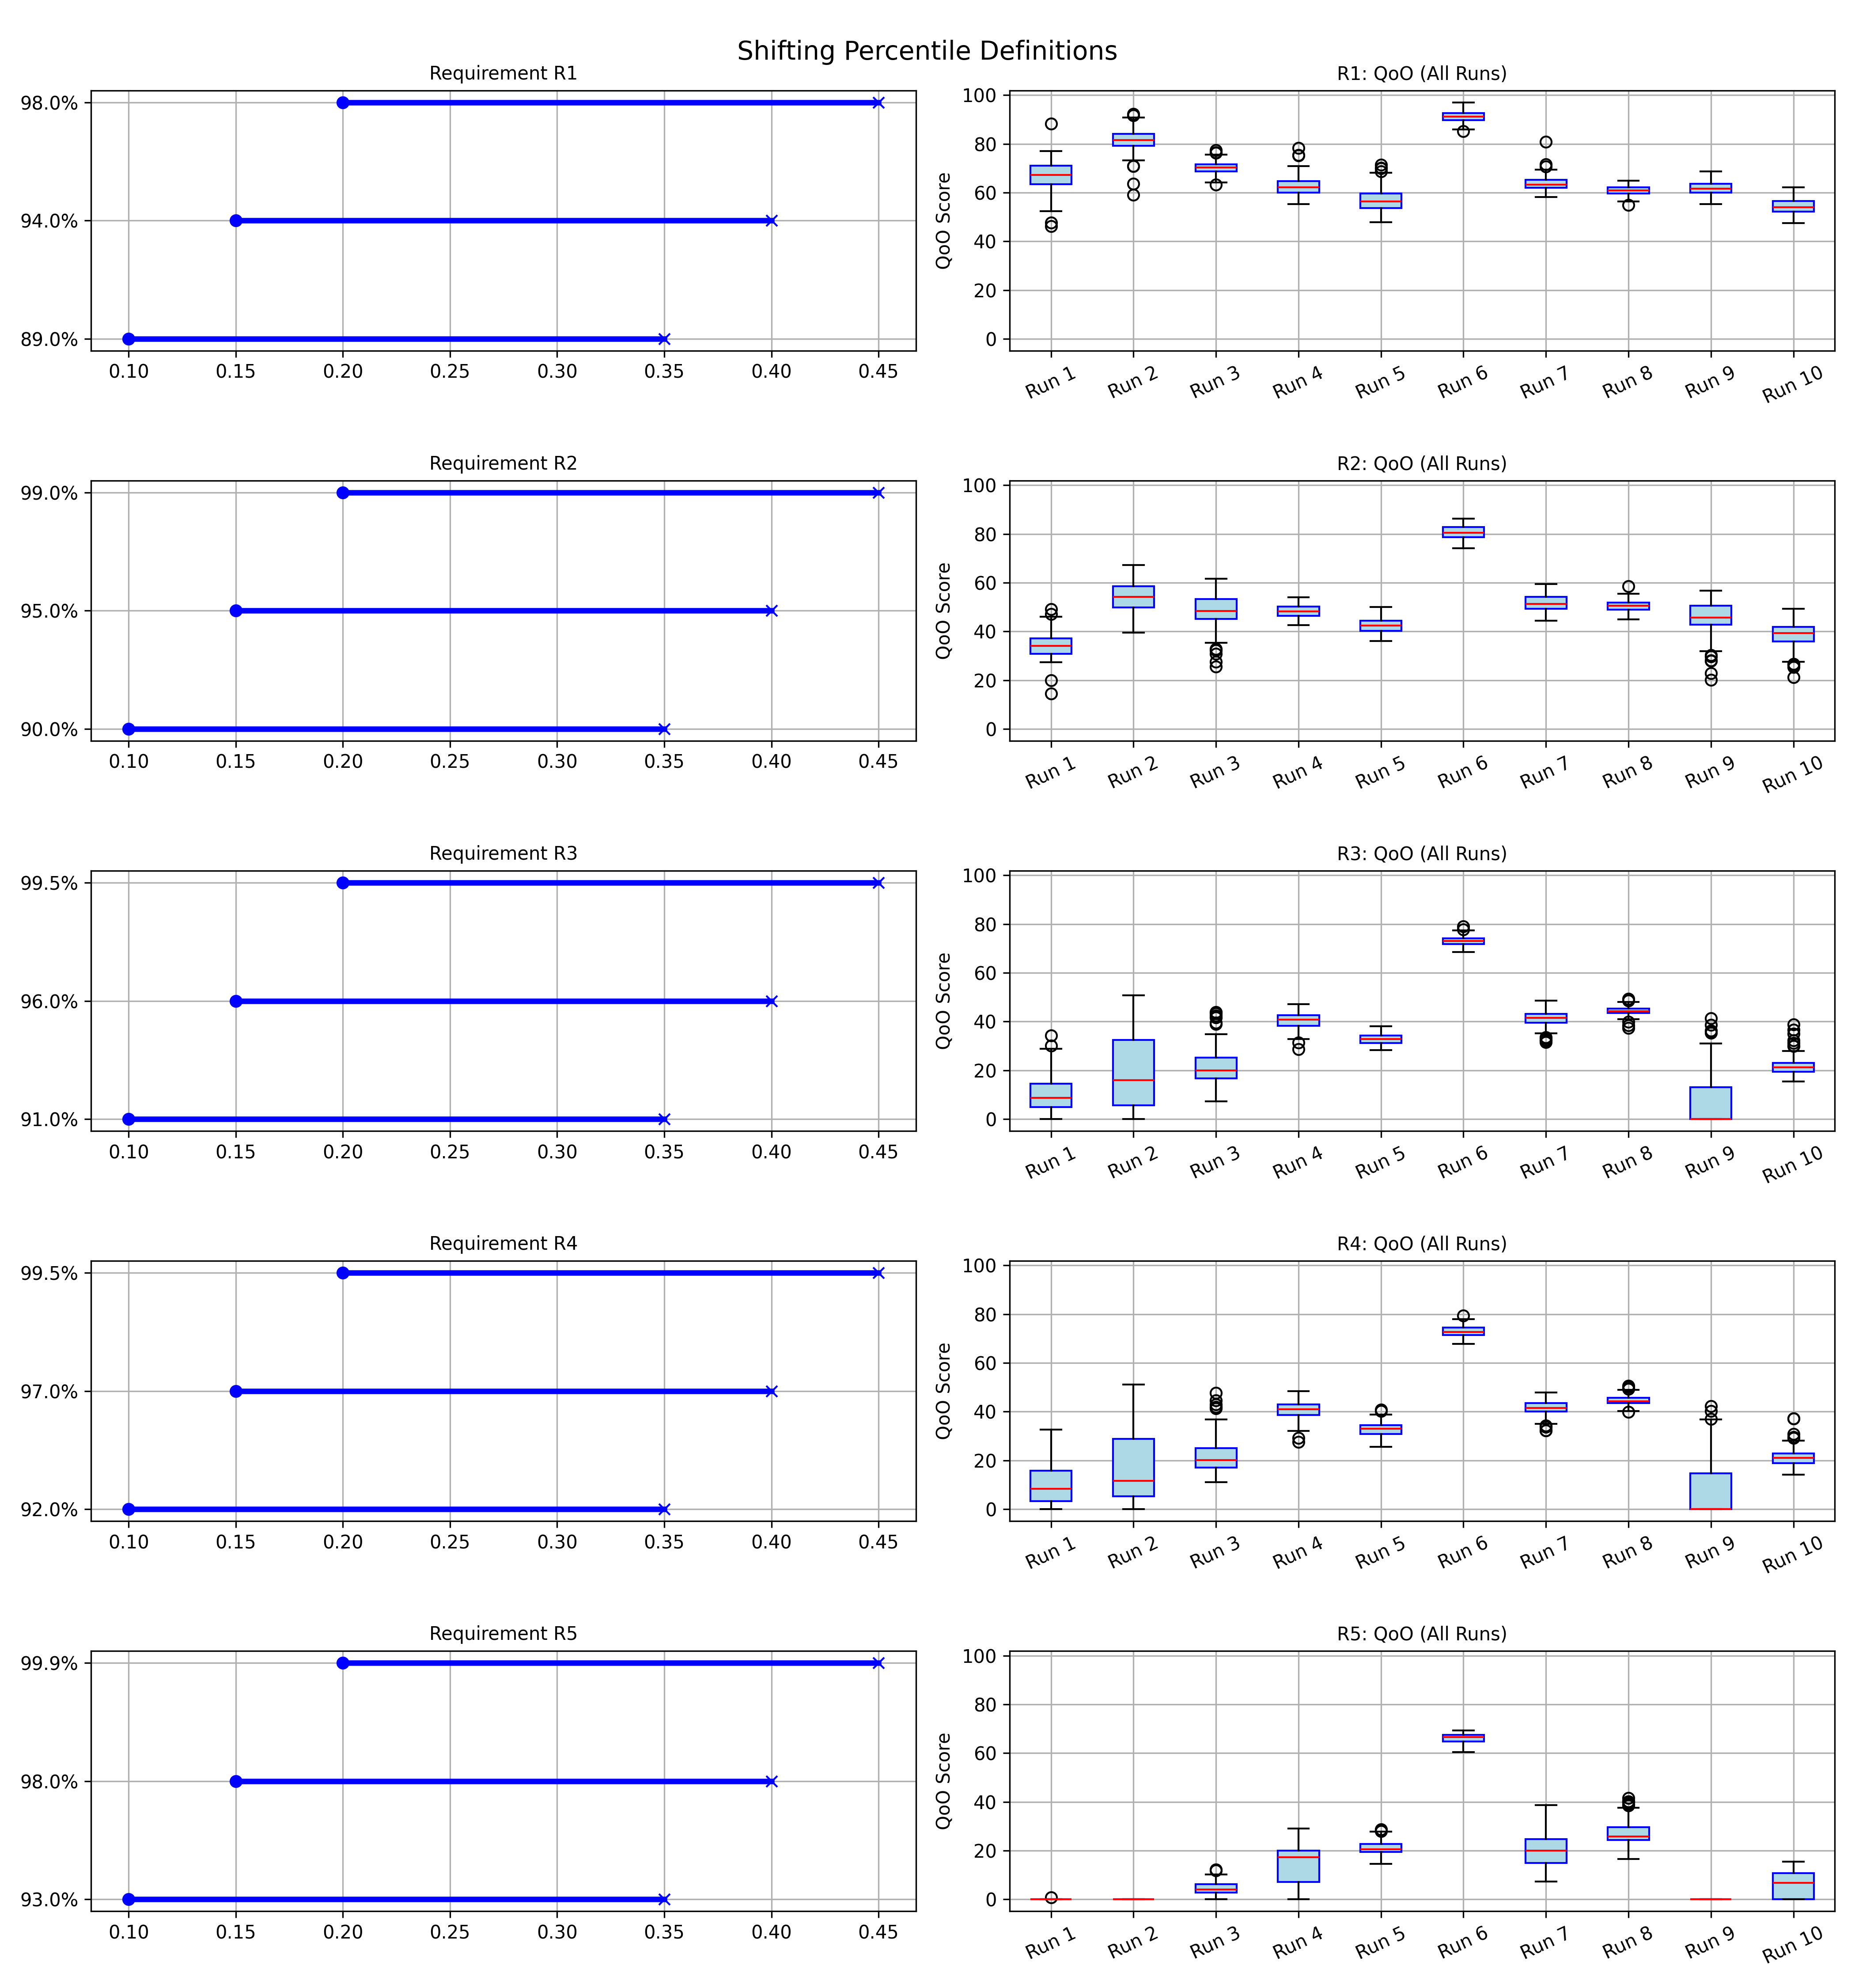 Shifting Percentile Definitions
Requirement R1
98.0%
94.0%
89.0%
0.10 0.15 0.20 0.25 0.30 0.35 0.40 0.45
R1: QoO (All Runs)
QoO Score
100
80
60
40
20
0
Run 1 Run 2 Run 3 Run 4 Run 5 Run 6 Run 7 Run 8 Run 9 Run 10
Requirement R2
99.0%
95.0%
90.0%
0.10 0.15 0.20 0.25 0.30 0.35 0.40 0.45
R2: QoO (All Runs)
QoO Score
100
80
60
40
20
0
Run 1 Run 2 Run 3 Run 4 Run 5 Run 6 Run 7 Run 8 Run 9 Run 10
Requirement R3
99.5%
96.0%
91.0%
0.10 0.15 0.20 0.25 0.30 0.35 0.40 0.45
R3: QoO (All Runs)
QoO Score
100
80
60
40
20
0
Run 1 Run 2 Run 3 Run 4 Run 5 Run 6 Run 7 Run 8 Run 9 Run 10
Requirement R4
99.5%
97.0%
92.0%
0.10 0.15 0.20 0.25 0.30 0.35 0.40 0.45
R4: QoO (All Runs)
QoO Score
100
80
60
40
20
0
Run 1 Run 2 Run 3 Run 4 Run 5 Run 6 Run 7 Run 8 Run 9 Run 10
Requirement R5
99.9%
98.0%
93.0%
0.10 0.15 0.20 0.25 0.30 0.35 0.40 0.45
R5: QoO (All Runs)
QoO Score
100
80
60
40
20
0
Run 1 Run 2 Run 3 Run 4 Run 5 Run 6 Run 7 Run 8 Run 9 Run 10